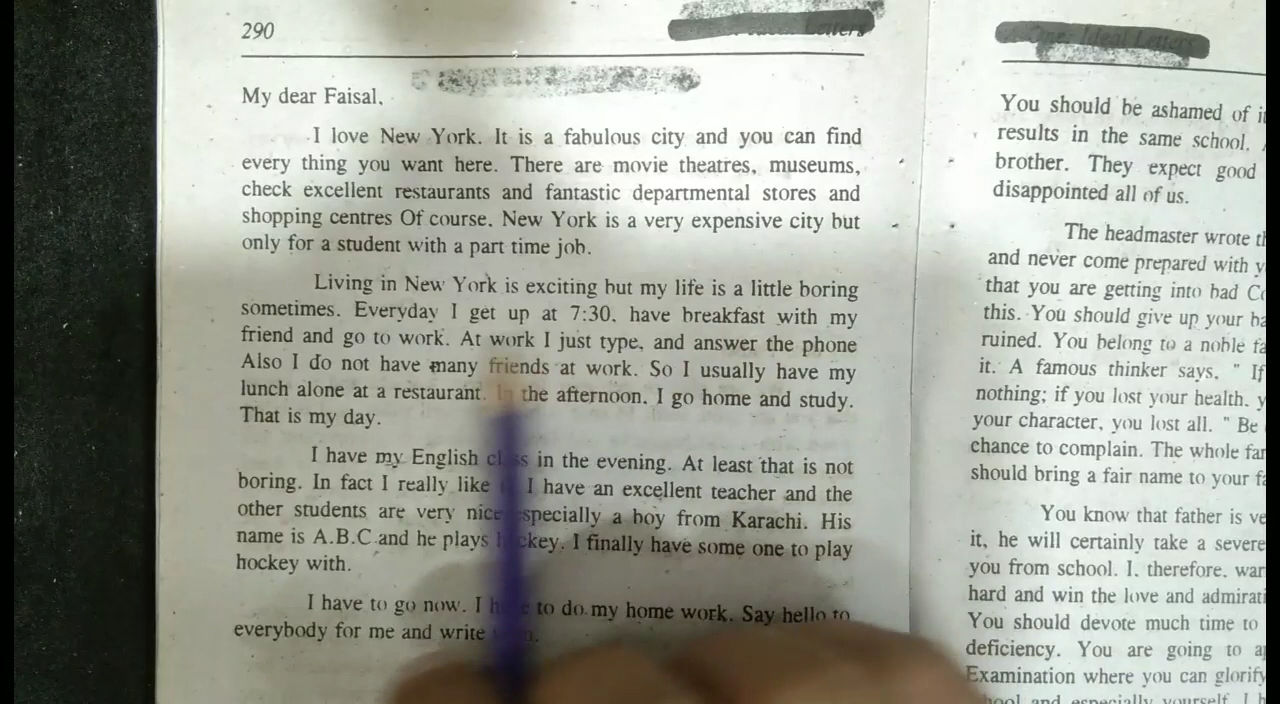 290
Letters
My dear Faisal,
I love New York. It is a fabulous city and you can find
every thing you want here. There are movie theatres, museums,
check excellent restaurants and fantastic departmental stores and
shopping centres Of course. New York is a very expensive city but
only for a student with a part time job.
Living in New York is exciting but my life is a little boring
sometimes. Everyday I get up at 7:30, have breakfast with my
friend and go to work. At work I just type, and answer the phone
Also I do not have many friends at work. So I usually have my
lunch alone at a restaurant. In the afternoon. I go home and study.
That is my day.
I have my English class in the evening. At least that is not
boring. In fact I really like I have an excellent teacher and the
other students are very nice specially a boy from Karachi. His
name is A.B.C and he plays hockey. I finally have some one to play
hockey with.
I have to go now. I have to do my home work. Say hello to
everybody for me and write
Ideal Letters
You should be ashamed of
results in the same school.
brother. They expect good
disappointed all of us.
The headmaster wrote
and never come prepared with
that you are getting into bad
this. You should give up your
ruined. You belong to a noble
it. A famous thinker says. " If
nothing; if you lost your health.
your character, you lost all. " Be
chance to complain. The whole
should bring a fair name to your
You know that father is
it, he will certainly take a severe
you from school. I. therefore.
hard and win the love and
You should devote much time to
deficiency. You are going to
Examination where you can
and especially yourself. I